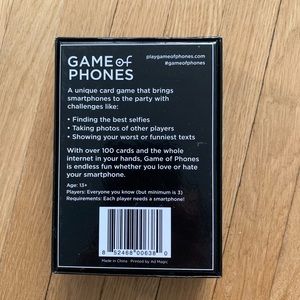 GAME of
PHONES
playgameofphones.com
#gameofphones
A unique card game that brings
smartphones to the party with
challenges like:
• Finding the best selfies
• Taking photos of other players
• Showing your worst or funniest texts
With over 100 cards and the whole
internet in your hands, Game of Phones
is endless fun whether you love or hate
your smartphone.
Age: 13+
Players: Everyone you know (but minimum is 3)
Requirements: Each player needs a smartphone!
8 52468 00638 0
Made in China · Printed by Ad Magic